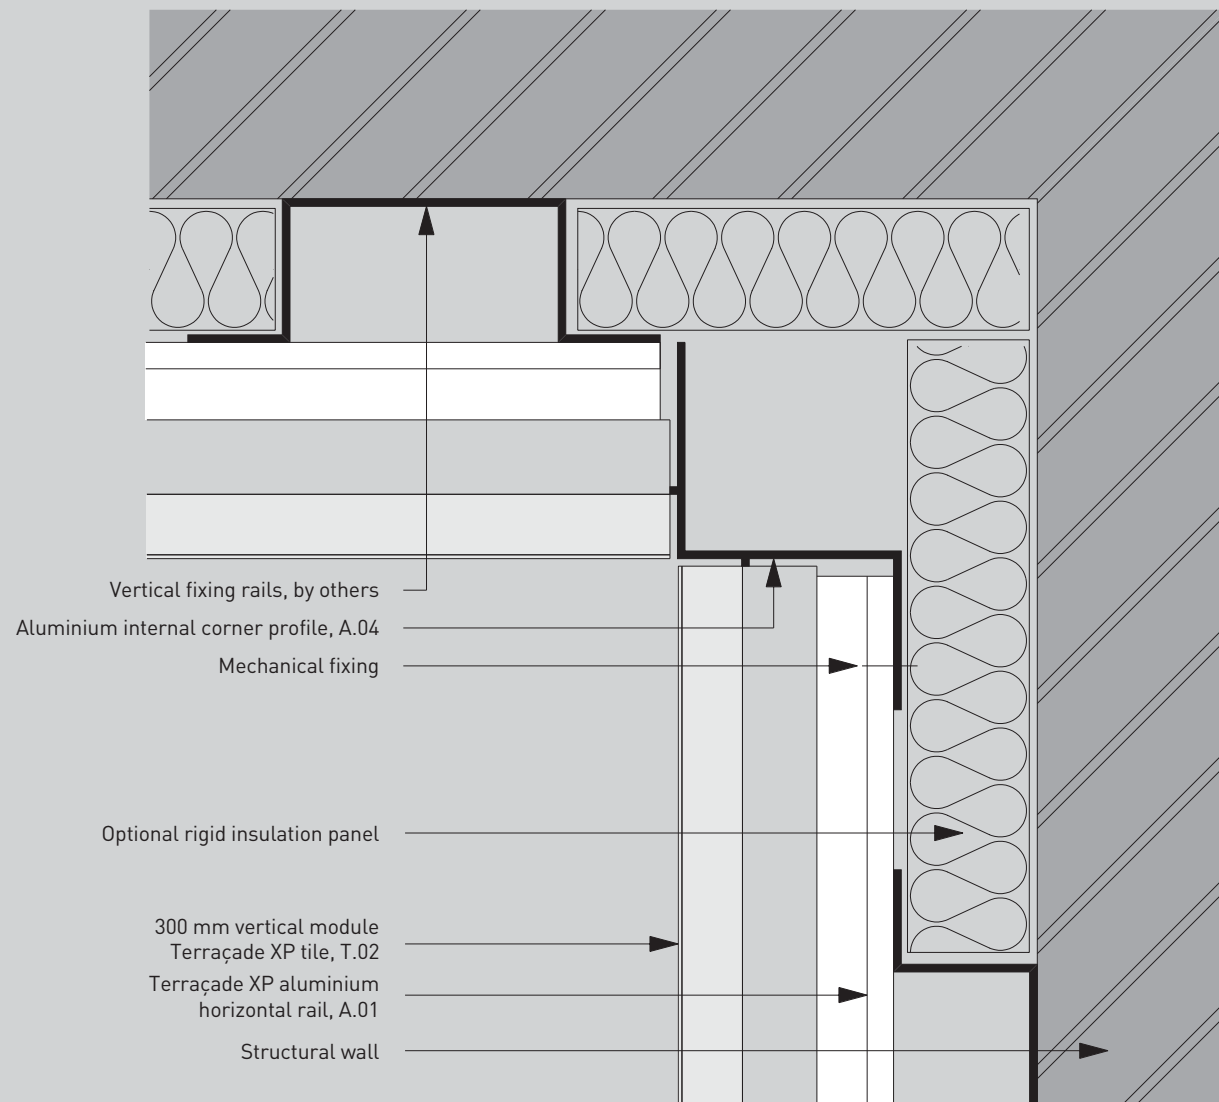 Vertical fixing rails, by others
Aluminium internal corner profile, A.04
Mechanical fixing
Optional rigid insulation panel
300 mm vertical module
Terraçade XP tile, T.02
Terraçade XP aluminium
horizontal rail, A.01
Structural wall